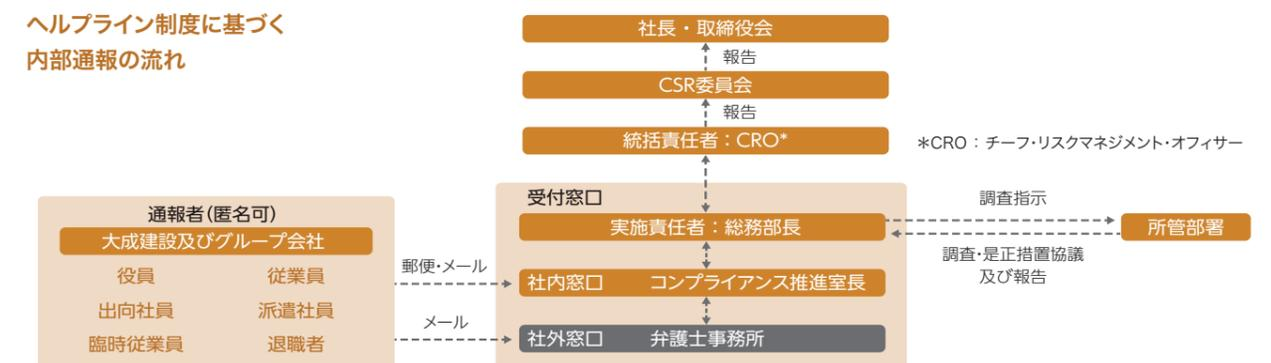 ヘルプライン制度に基づく
内部通報の流れ
社長・取締役会
報告
CSR委員会
報告
統括責任者：CRO*
＊CRO：チーフ・リスクマネジメント・オフィサー
通報者（匿名可）
大成建設及びグループ会社
役員 従業員
出向社員 派遣社員
臨時従業員 退職者
郵便・メール
メール
受付窓口
実施責任者：総務部長
社内窓口 コンプライアンス推進室長
社外窓口 弁護士事務所
調査指示
所管部署
調査・是正措置協議
及び報告